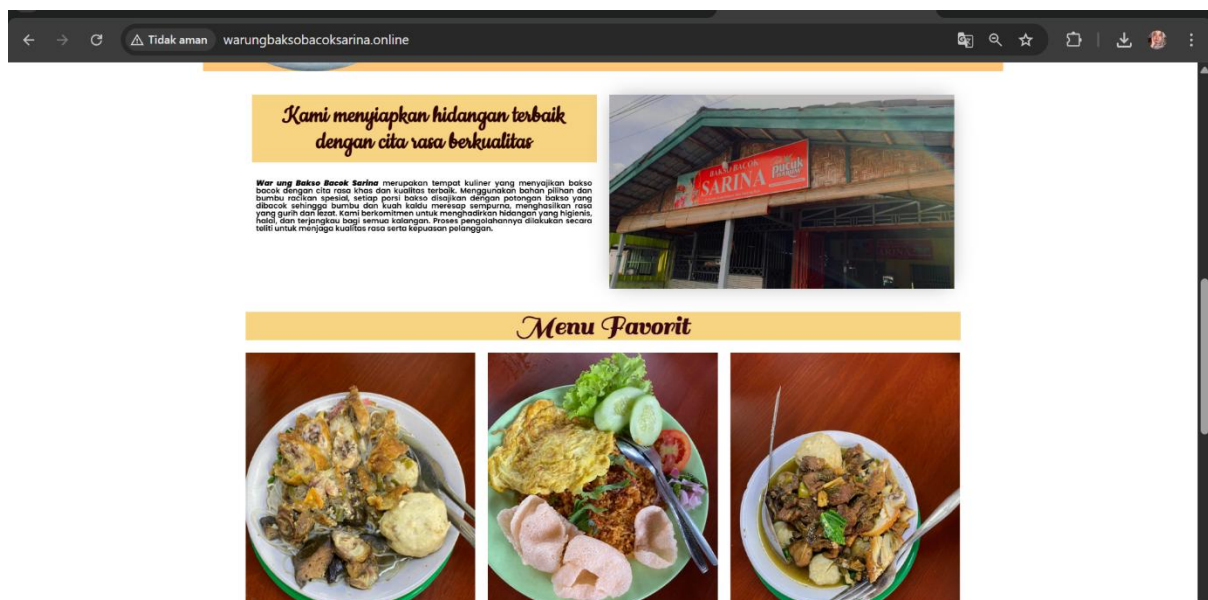 Tidak aman
warungbaksobacoksarina.online
Kami menyiapkan hidangan terbaik
dengan cita rasa berkualitas
War ung Bakso Bacok Sarina merupakan tempat kuliner yang menyajikan bakso
bacok dengan cita rasa khas dan kualitas terbaik. Menggunakan bahan pilihan dan
bumbu racikan spesial, setiap porsi bakso disajikan dengan potongan bakso yang
dibacok sehingga bumbu dan kuah kaldu meresap sempurna, menghasilkan rasa
yang gurih dan lezat. Kami berkomitmen untuk menghadirkan hidangan yang higienis,
halal, dan terjangkau bagi semua kalangan. Proses pengolahannya dilakukan secara
teliti untuk menjaga kualitas rasa serta kepuasan pelanggan.
BAKSO BACOK
SARINA
pucuk
Menu Favorit